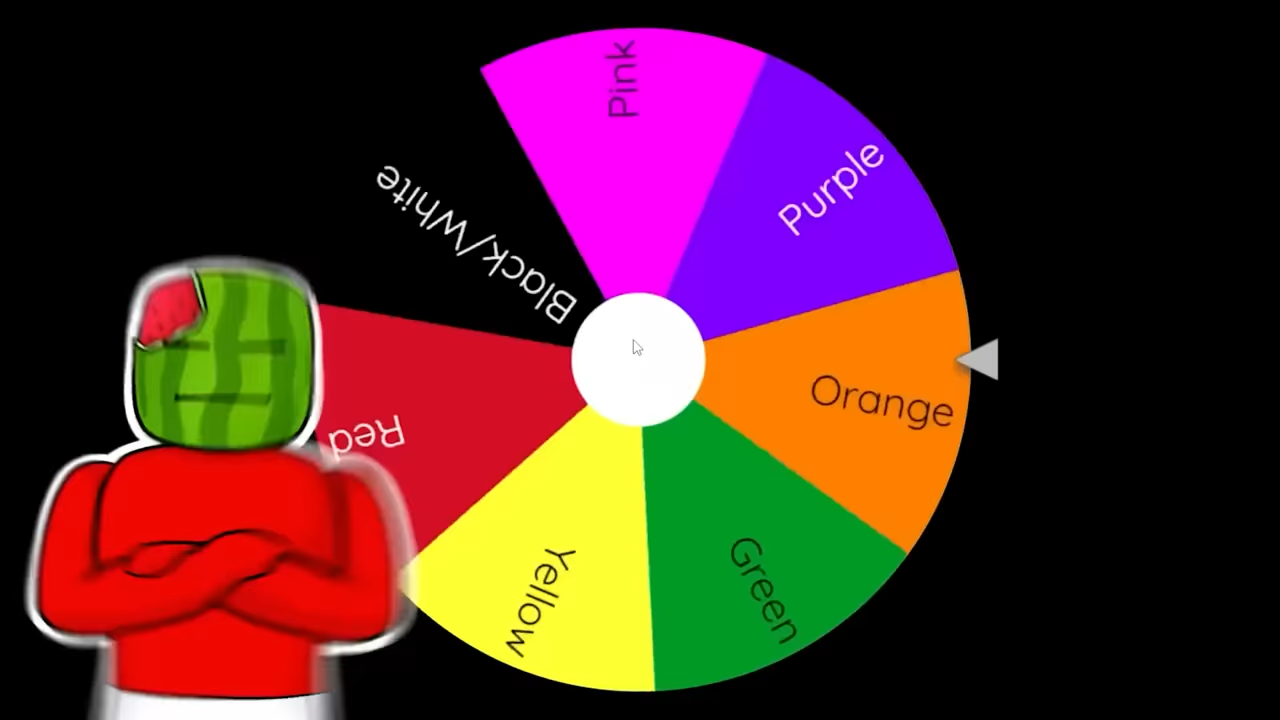 Pink
Purple
Black/White
Orange
Red
Yellow
Green